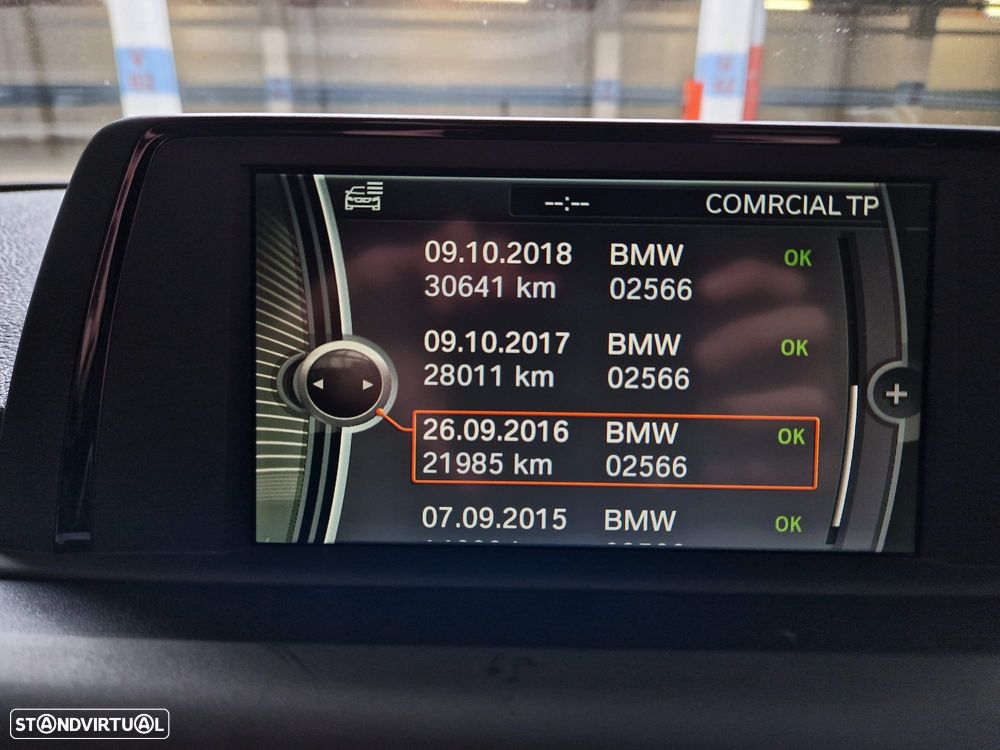 --:--
COMRCIAL TP
09.10.2018 BMW OK
30641 km 02566
09.10.2017 BMW OK
28011 km 02566
26.09.2016 BMW OK
21985 km 02566
07.09.2015 BMW OK
+
STANDVIRTUAL